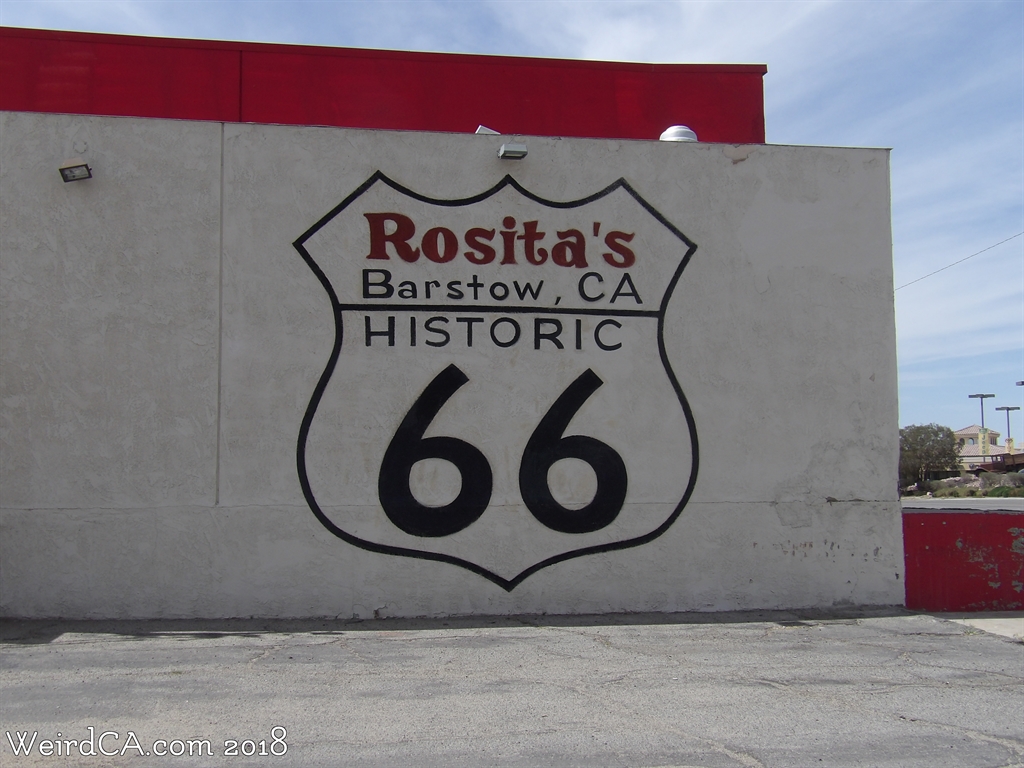 Rosita's
Barstow, CA
HISTORIC
66
WeirdCA.com 2018